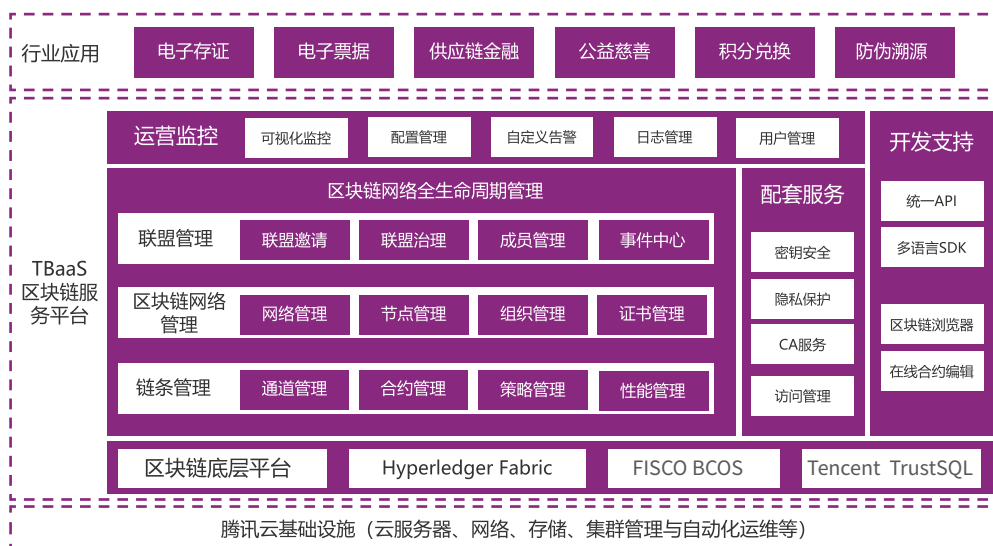 行业应用
电子存证
电子票据
供应链金融
公益慈善
积分兑换
防伪溯源
TBaaS
区块链服
务平台
运营监控
可视化监控
配置管理
自定义告警
日志管理
用户管理
区块链网络全生命周期管理
联盟管理
联盟邀请
联盟治理
成员管理
事件中心
区块链网络
管理
网络管理
节点管理
组织管理
证书管理
链条管理
通道管理
合约管理
策略管理
性能管理
配套服务
密钥安全
隐私保护
CA服务
访问管理
开发支持
统一API
多语言SDK
区块链浏览器
在线合约编辑
区块链底层平台
Hyperledger Fabric
FISCO BCOS
Tencent TrustSQL
腾讯云基础设施（云服务器、网络、存储、集群管理与自动化运维等）